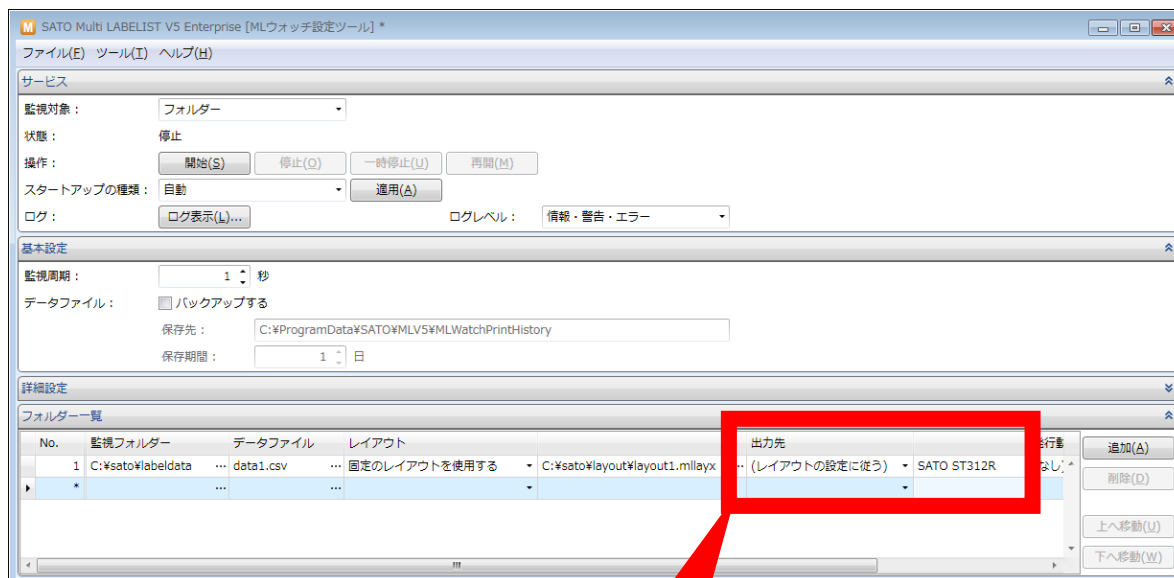 SATO Multi LABELIST V5 Enterprise [MLウォッチ設定ツール] *
ファイル(F) ツール(T) ヘルプ(H)
サービス
監視対象： フォルダー
状態： 停止
操作： 開始(S) 停止(O) 一時停止(U) 再開(M)
スタートアップの種類： 自動 適用(A)
ログ： ログ表示(L)... ログレベル： 情報・警告・エラー
基本設定
監視周期： 1 秒
データファイル： バックアップする
保存先： C:¥ProgramData¥SATO¥MLV5¥MLWatchPrintHistory
保存期間： 1 日
詳細設定
フォルダー一覧
No. 監視フォルダー データファイル レイアウト 出力先 行動 追加(A)
1 C:¥sato¥labeldata ... data1.csv ... 固定のレイアウトを使用する C:¥sato¥layout¥layout1.mllayx ... (レイアウトの設定に従う) SATO ST312R なし)
* ... ... 削除(D)
上へ移動(U)
下へ移動(W)